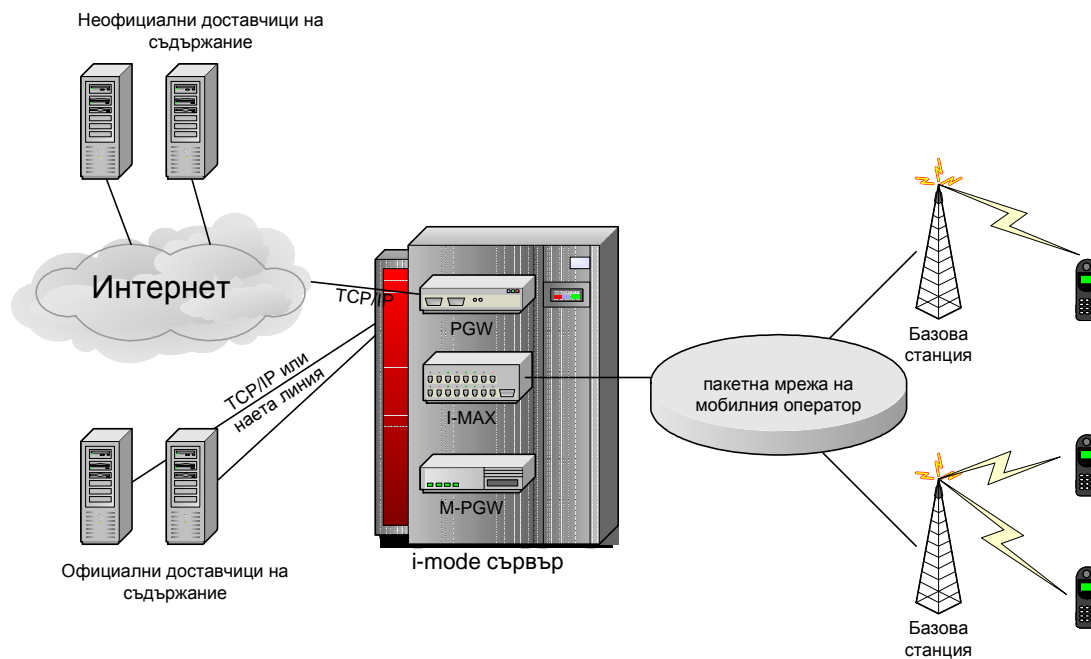 Неофициални доставчици на
съдържание
Интернет
TCP/IP
PGW
I-MAX
M-PGW
i-mode сървър
TCP/IP или
наета линия
Официални доставчици на
съдържание
пакетна мрежа на
мобилния оператор
Базова
станция
Базова
станция